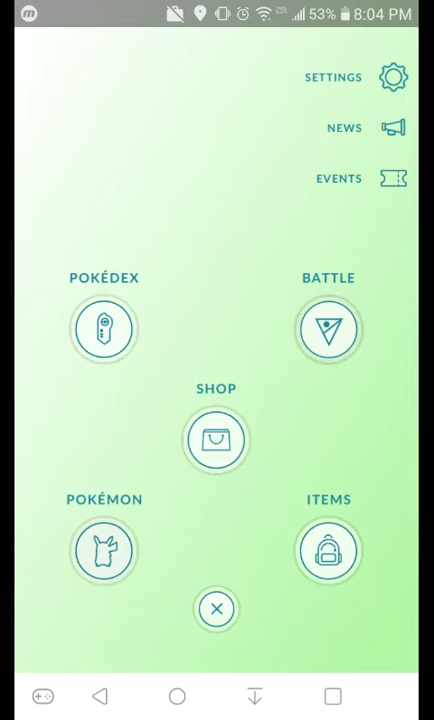 53% 8:04 PM
SETTINGS
NEWS
EVENTS
POKÉDEX BATTLE
SHOP
POKÉMON ITEMS